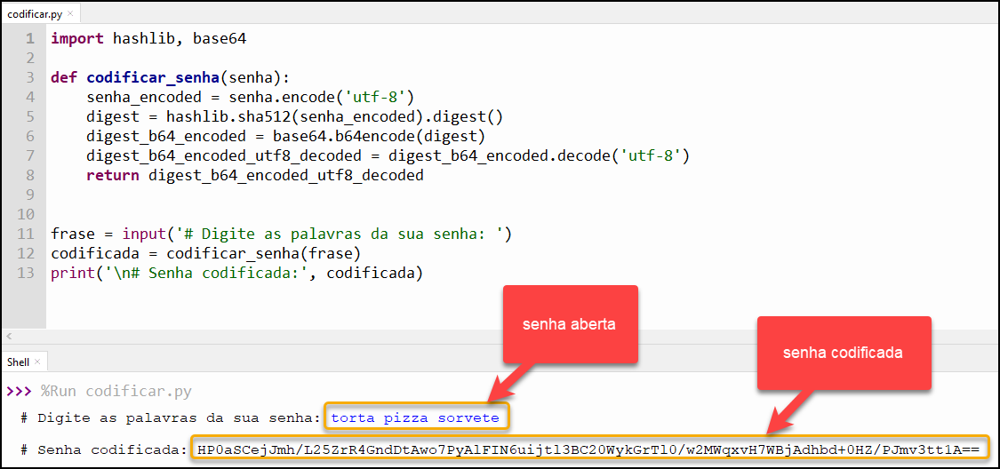 codificar.py ×
1 import hashlib, base64
2
3 def codificar_senha(senha):
4     senha_encoded = senha.encode('utf-8')
5     digest = hashlib.sha512(senha_encoded).digest()
6     digest_b64_encoded = base64.b64encode(digest)
7     digest_b64_encoded_utf8_decoded = digest_b64_encoded.decode('utf-8')
8     return digest_b64_encoded_utf8_decoded
9
10
11 frase = input('# Digite as palavras da sua senha: ')
12 codificada = codificar_senha(frase)
13 print('\n# Senha codificada:', codificada)
senha aberta
senha codificada
Shell ×
>>> %Run codificar.py
# Digite as palavras da sua senha: torta pizza sorvete
# Senha codificada: HP0aSCejJmh/L25ZrR4GndDtAwo7PyAlFIN6uijtl3BC20WykGrTl0/w2MWqxvH7WBjAdhbd+0HZ/PJmv3tt1A==